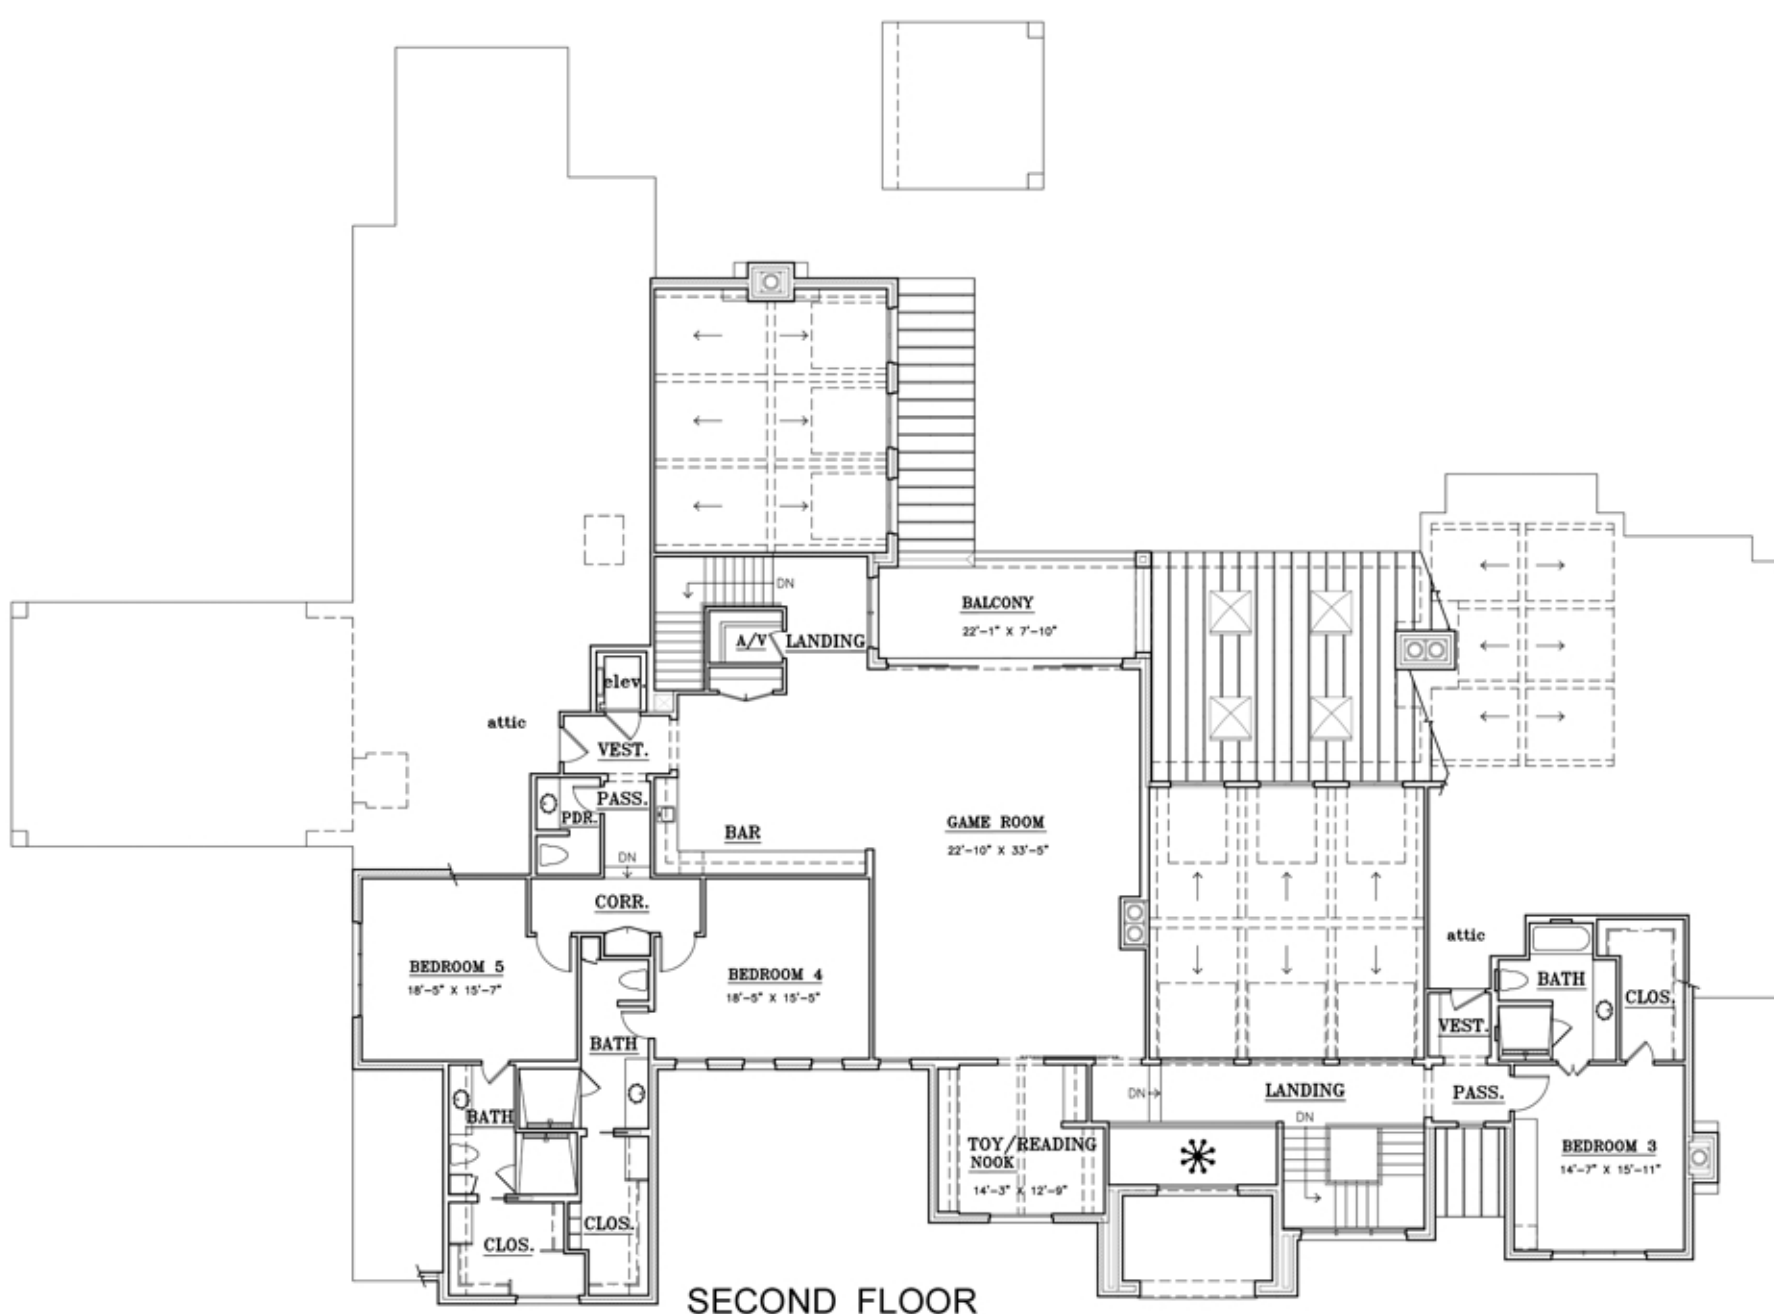 DN
BALCONY
22'-1" X 7'-10"
A/V
LANDING
elev.
attic
VEST.
PASS.
PDR.
BAR
GAME ROOM
22'-10" X 33'-5"
DN
CORR.
attic
BEDROOM 5
18'-5" X 15'-7"
BEDROOM 4
18'-5" X 15'-5"
BATH
CLOS.
VEST.
BATH
LANDING
PASS.
DN
DN
BATH
TOY/READING
NOOK
14'-3" X 12'-9"
BEDROOM 3
14'-7" X 15'-11"
CLOS.
CLOS.
SECOND FLOOR